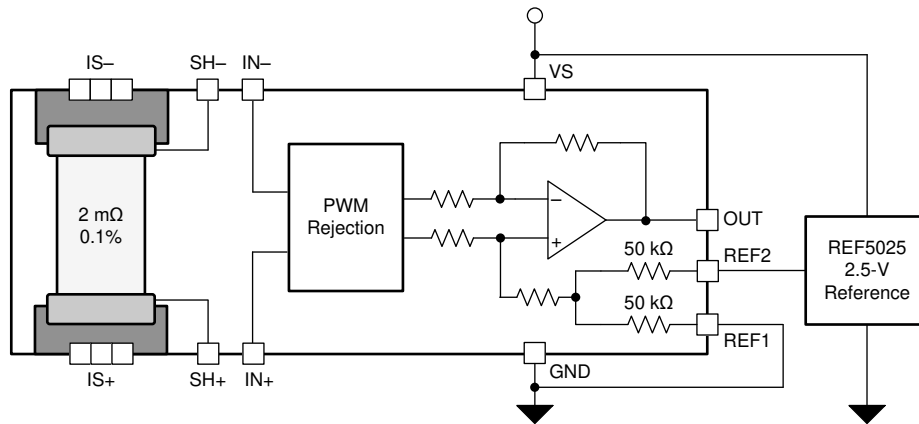 IS–
SH–
IN–
VS
2 mΩ
0.1%
PWM
Rejection
–
+
OUT
50 kΩ
REF2
50 kΩ
REF1
REF5025
2.5-V
Reference
GND
IS+
SH+
IN+